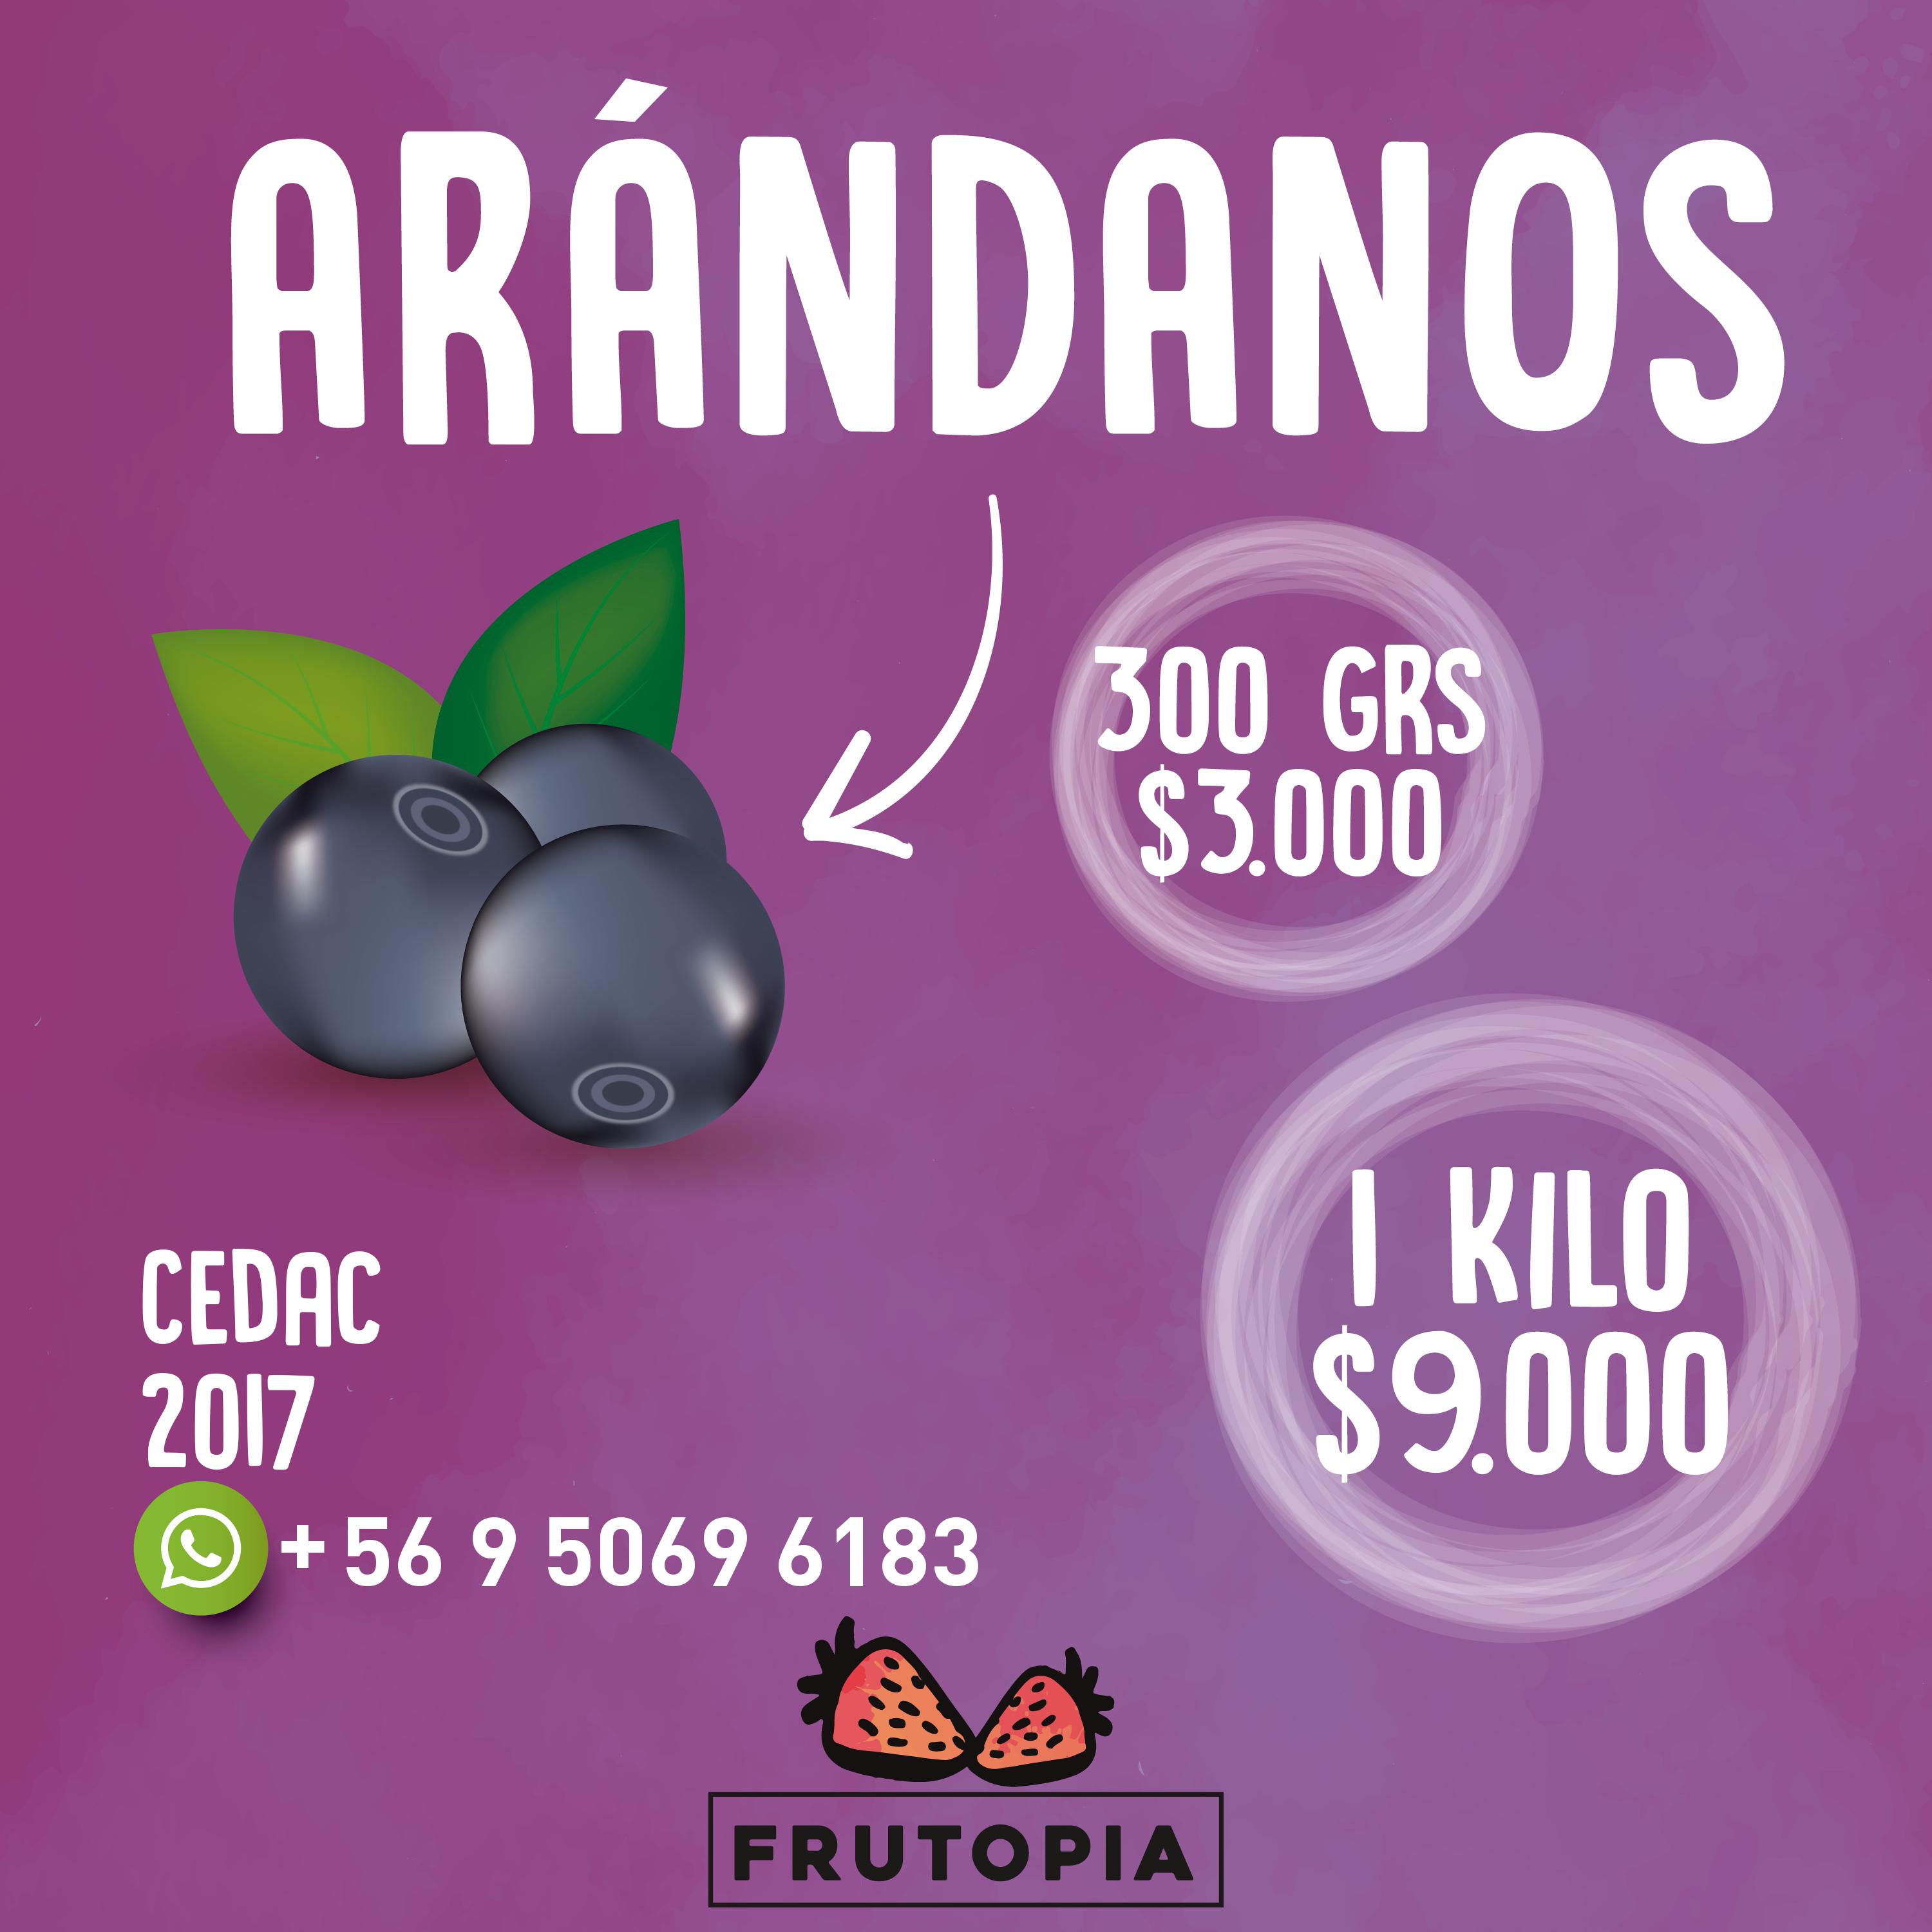 ARÁNDANOS
300 GRS
$3.000
1 KILO
$9.000
CEDAC
2017
+56 9 5069 6183
FRUTOPIA